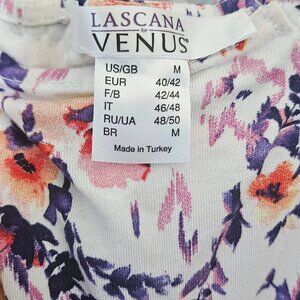 LASCANA
for
VENUS®
US/GB M
EUR 40/42
F/B 42/44
IT 46/48
RU/UA 48/50
BR M
Made in Turkey